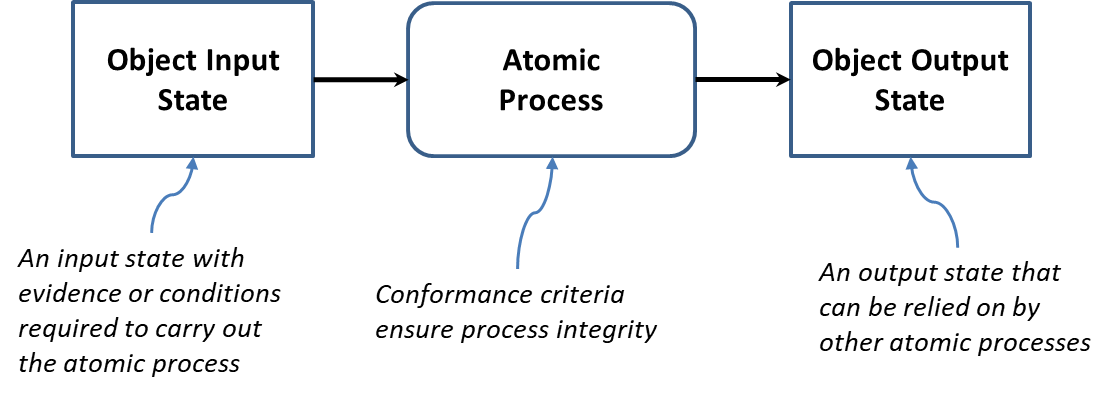 Object Input
State
Atomic
Process
Object Output
State
An input state with
evidence or conditions
required to carry out
the atomic process
Conformance criteria
ensure process integrity
An output state that
can be relied on by
other atomic processes